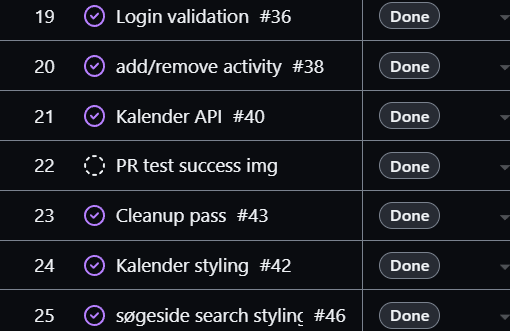 19 Login validation #36 Done
20 add/remove activity #38 Done
21 Kalender API #40 Done
22 PR test success img Done
23 Cleanup pass #43 Done
24 Kalender styling #42 Done
25 søgeside search styling #46 Done